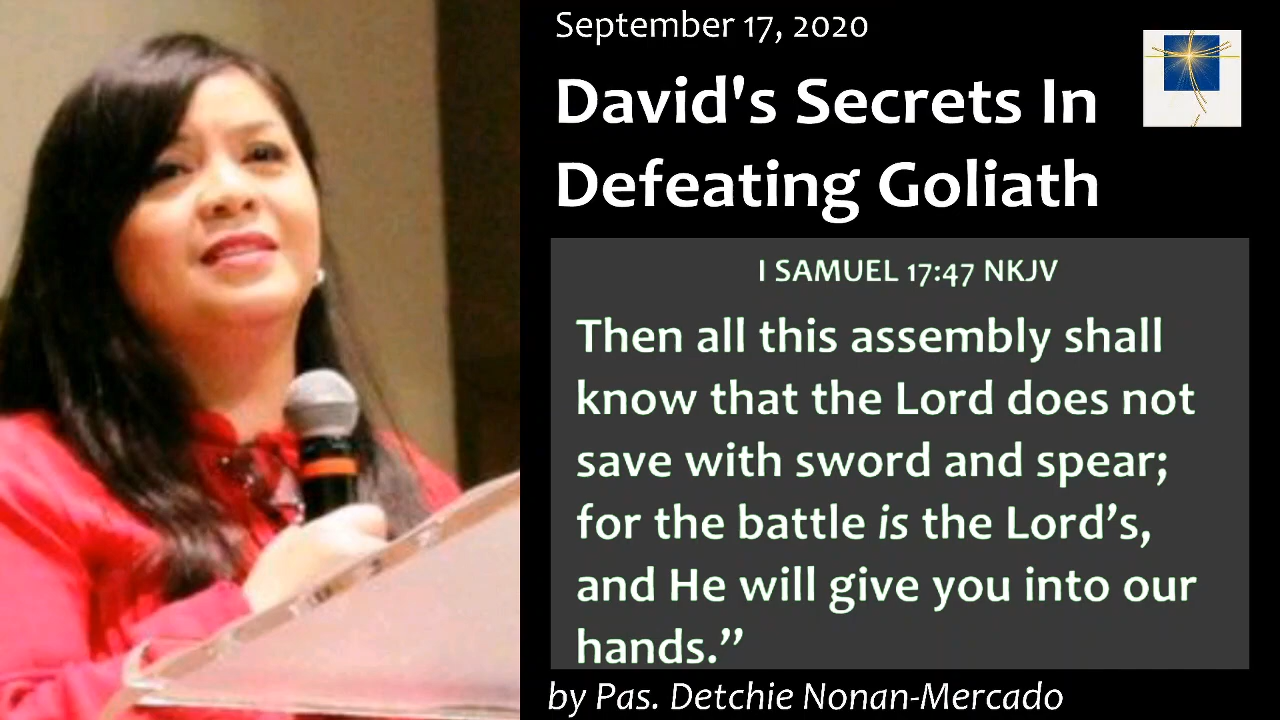 September 17, 2020
David's Secrets In
Defeating Goliath
I SAMUEL 17:47 NKJV
Then all this assembly shall
know that the Lord does not
save with sword and spear;
for the battle is the Lord’s,
and He will give you into our
hands.”
by Pas. Detchie Nonan-Mercado